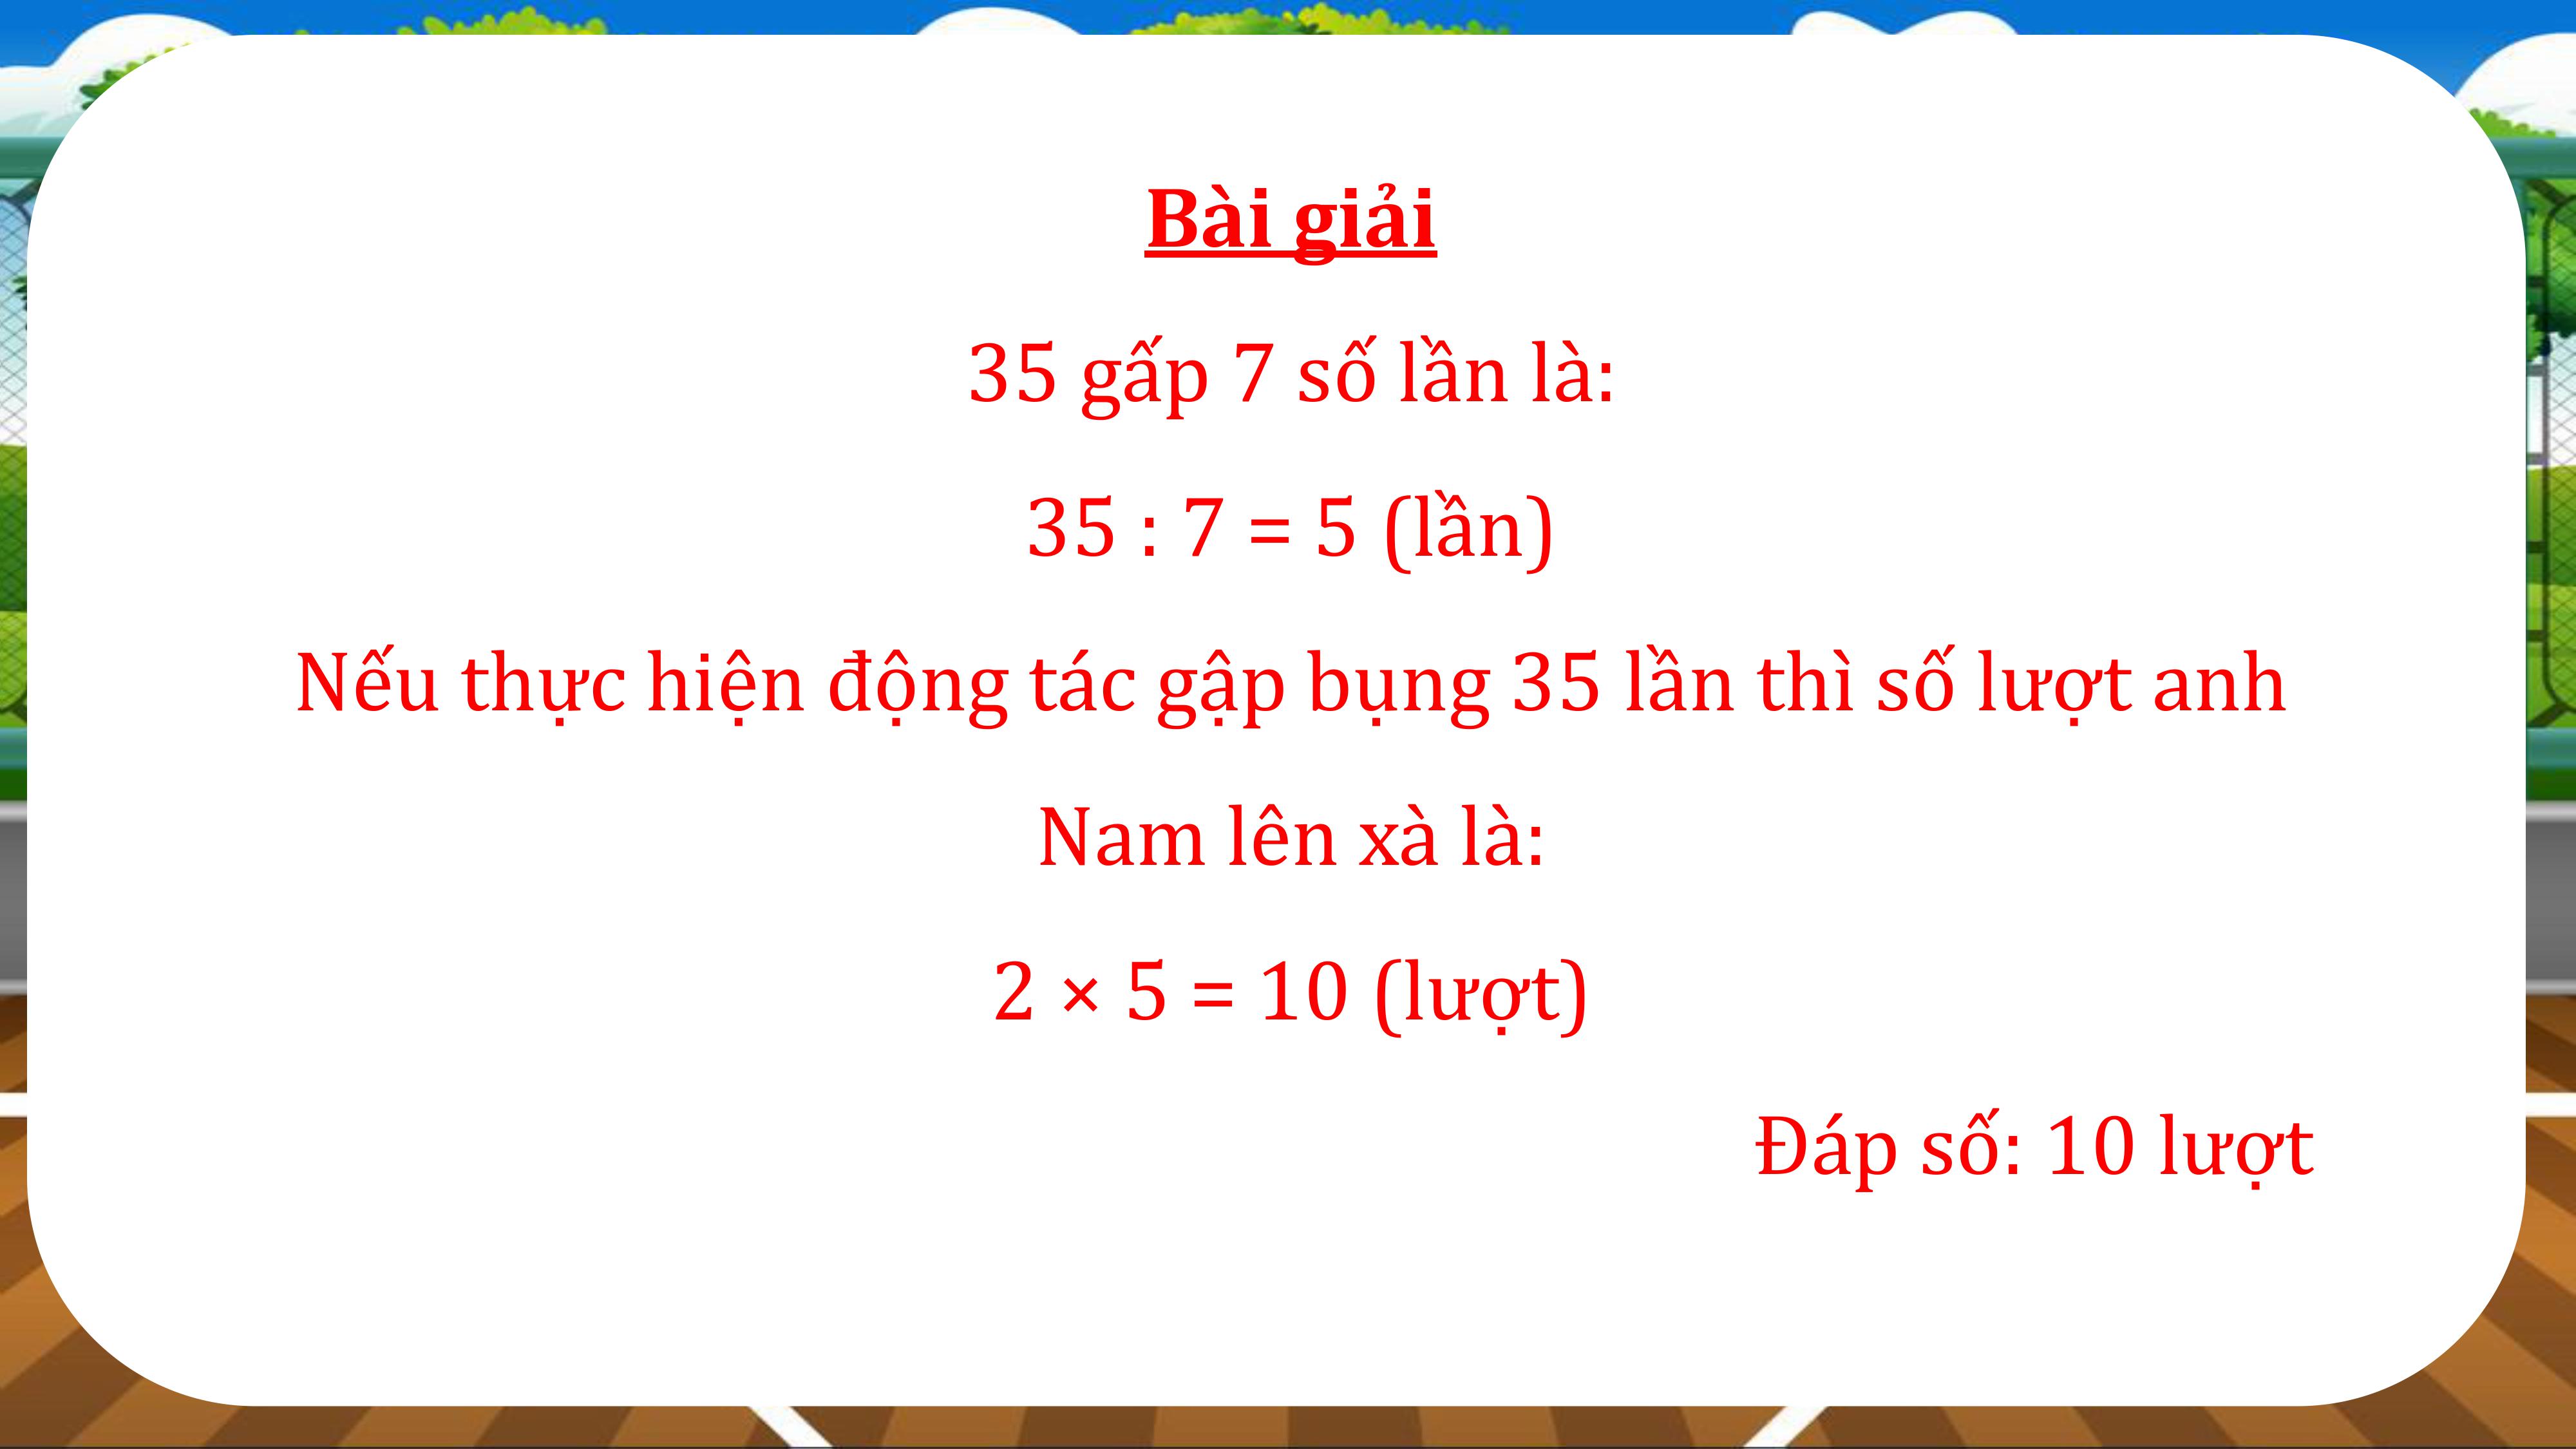 Bài giải
35 gấp 7 số lần là:
35 : 7 = 5 (lần)
Nếu thực hiện động tác gập bụng 35 lần thì số lượt anh
Nam lên xà là:
2 × 5 = 10 (lượt)
Đáp số: 10 lượt